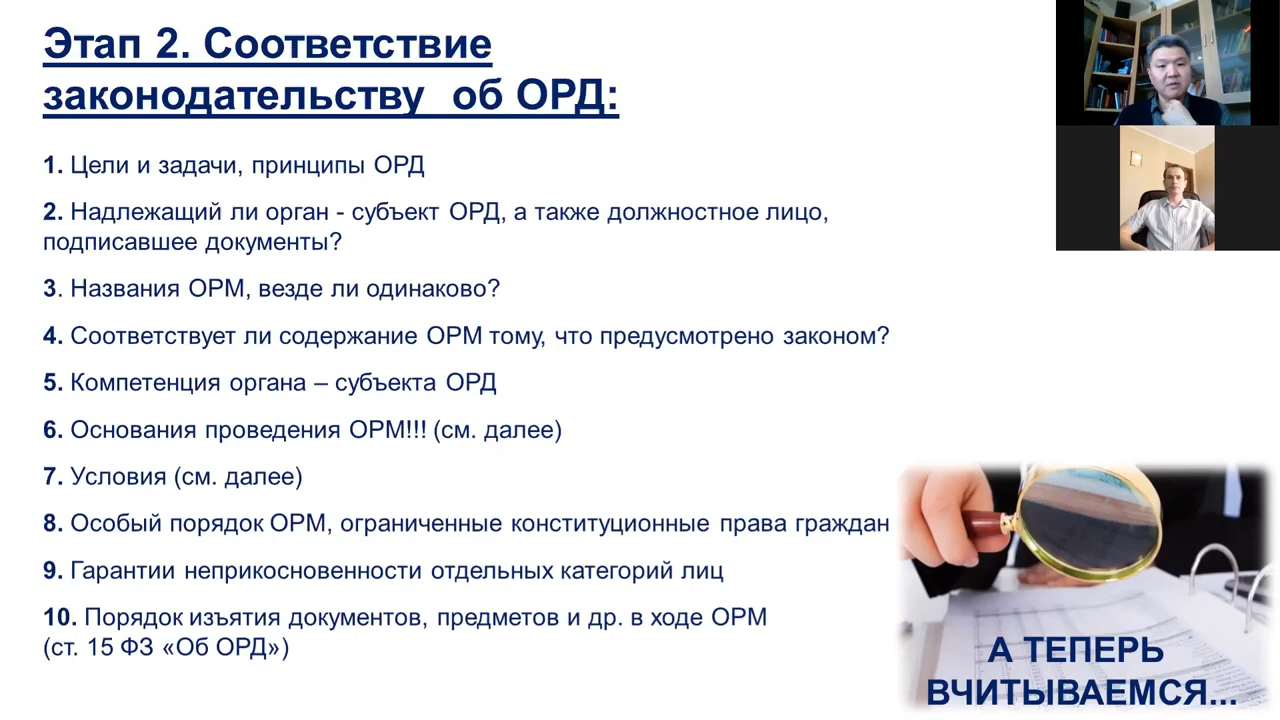 Этап 2. Соответствие
законодательству об ОРД:
1. Цели и задачи, принципы ОРД
2. Надлежащий ли орган - субъект ОРД, а также должностное лицо,
подписавшее документы?
3. Названия ОРМ, везде ли одинаково?
4. Соответствует ли содержание ОРМ тому, что предусмотрено законом?
5. Компетенция органа – субъекта ОРД
6. Основания проведения ОРМ!!! (см. далее)
7. Условия (см. далее)
8. Особый порядок ОРМ, ограниченные конституционные права граждан
9. Гарантии неприкосновенности отдельных категорий лиц
10. Порядок изъятия документов, предметов и др. в ходе ОРМ
(ст. 15 ФЗ «Об ОРД»)
А ТЕПЕРЬ
ВЧИТЫВАЕМСЯ...